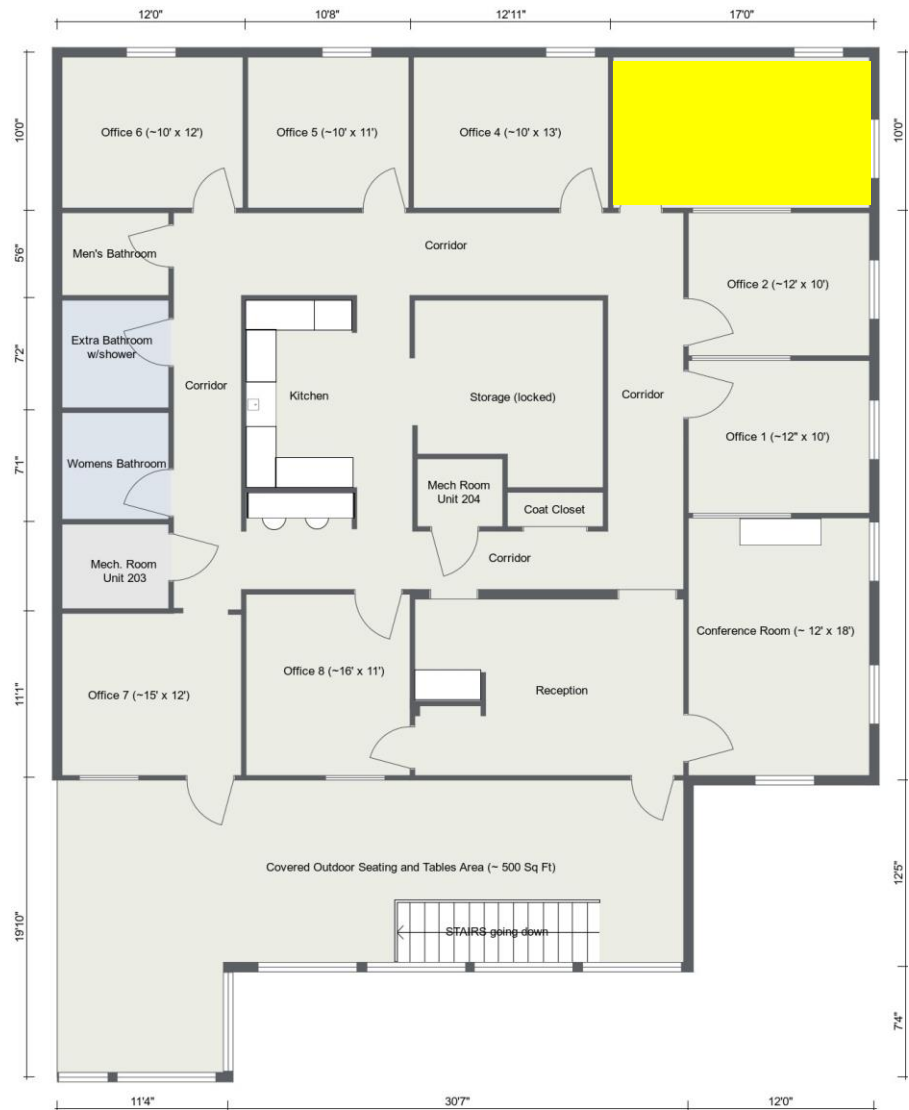 12'0"
10'8"
12'11"
17'0"
10'0"
10'0"
Office 6 (~10' x 12')
Office 5 (~10' x 11')
Office 4 (~10' x 13')
5'6"
Men's Bathroom
Corridor
Office 2 (~12' x 10')
7'2"
Extra Bathroom
w/shower
Corridor
Kitchen
Storage (locked)
Corridor
Office 1 (~12" x 10')
7'1"
Womens Bathroom
Mech Room
Unit 204
Coat Closet
Mech. Room
Unit 203
Corridor
11'1"
Office 7 (~15' x 12')
Office 8 (~16' x 11')
Reception
Conference Room (~ 12' x 18')
19'10"
Covered Outdoor Seating and Tables Area (~ 500 Sq Ft)
12'5"
STAIRS going down
7'4"
11'4"
30'7"
12'0"